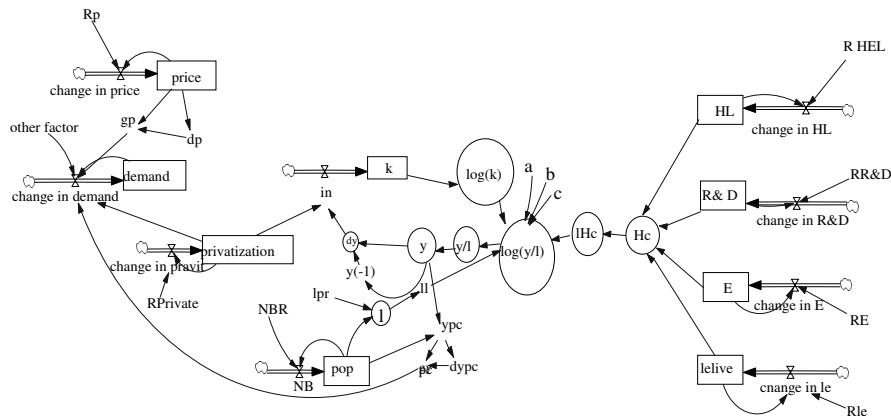 Rp
price
change in price
R HEL
HL
change in HL
gp
dp
other factor
demand
change in demand
k
in
log(k)
a
b
c
R& D
RR&D
change in R&D
privatization
change in pravit
RPrivate
dy
y
y/l
log(y/l)
lHc
Hc
y(-1)
ll
lpr
l
E
change in E
RE
NBR
NB
pop
ypc
dypc
lelive
cnange in le
Rle